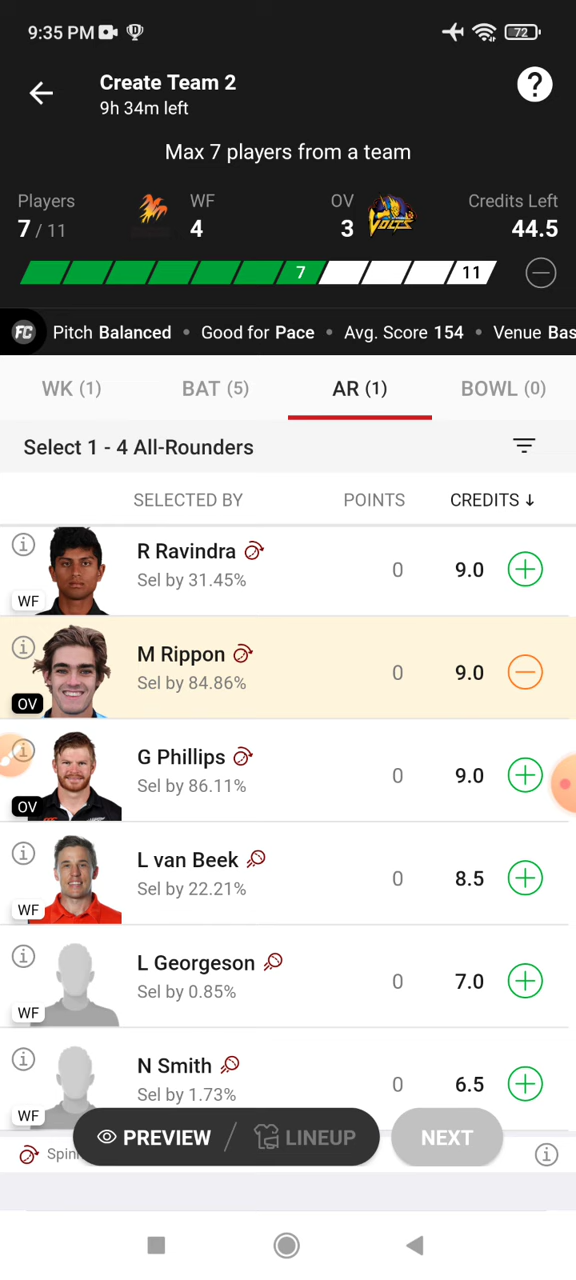 9:35 PM 72
Create Team 2
9h 34m left
Max 7 players from a team
Players WF OV Credits Left
7 / 11 4 3 VOLTS 44.5
7 11
FC Pitch Balanced • Good for Pace • Avg. Score 154 • Venue Bas
WK (1) BAT (5) AR (1) BOWL (0)
Select 1 - 4 All-Rounders
SELECTED BY POINTS CREDITS ↓
R Ravindra
Sel by 31.45% 0 9.0
WF
M Rippon
Sel by 84.86% 0 9.0
OV
G Phillips
Sel by 86.11% 0 9.0
OV
L van Beek
Sel by 22.21% 0 8.5
WF
L Georgeson
Sel by 0.85% 0 7.0
WF
N Smith
Sel by 1.73% 0 6.5
WF
PREVIEW / LINEUP NEXT
Spin